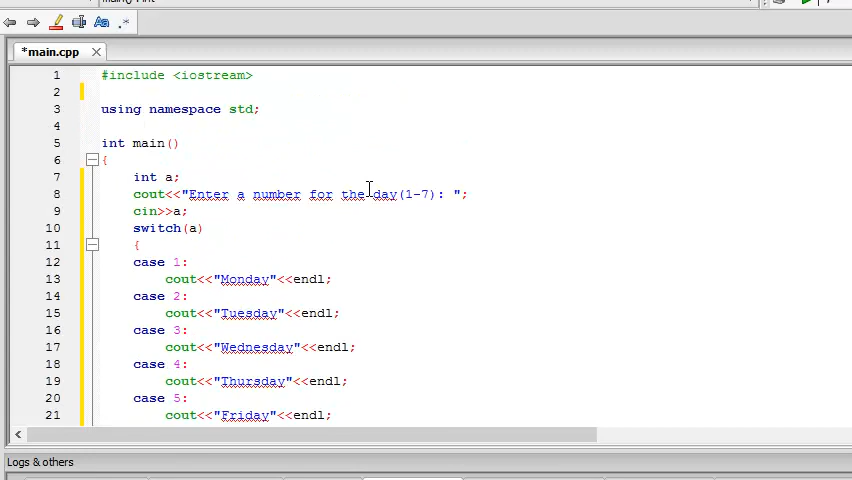 *main.cpp
1 #include <iostream>
2
3 using namespace std;
4
5 int main()
6 {
7 int a;
8 cout<<"Enter a number for the day(1-7): ";
9 cin>>a;
10 switch(a)
11 {
12 case 1:
13 cout<<"Monday"<<endl;
14 case 2:
15 cout<<"Tuesday"<<endl;
16 case 3:
17 cout<<"Wednesday"<<endl;
18 case 4:
19 cout<<"Thursday"<<endl;
20 case 5:
21 cout<<"Friday"<<endl;
Logs & others